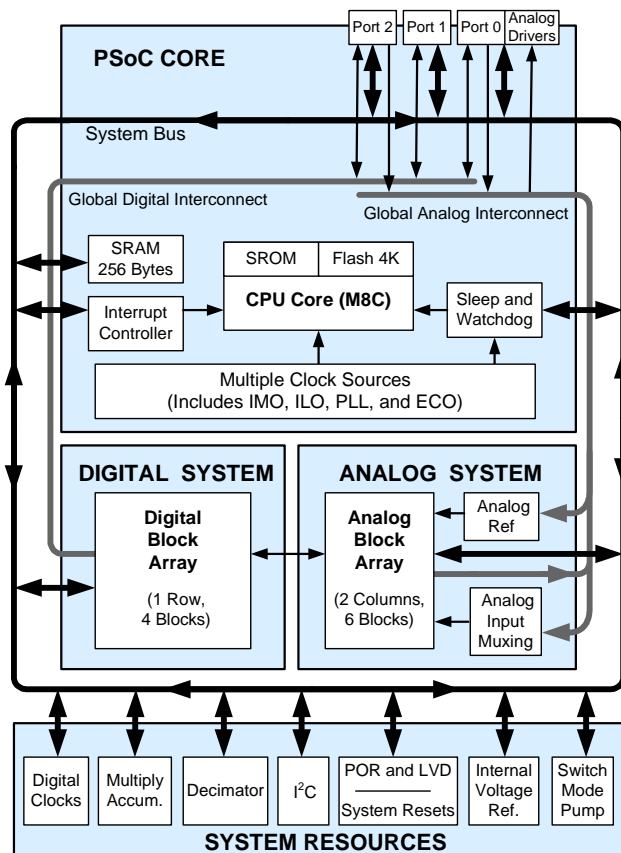 Port 2
Port 1
Port 0
Analog
Drivers
PSoC CORE
System Bus
Global Digital Interconnect
Global Analog Interconnect
SRAM
256 Bytes
SROM
Flash 4K
CPU Core (M8C)
Interrupt
Controller
Sleep and
Watchdog
Multiple Clock Sources
(Includes IMO, ILO, PLL, and ECO)
DIGITAL SYSTEM
Digital
Block
Array
(1 Row,
4 Blocks)
ANALOG SYSTEM
Analog
Block
Array
(2 Columns,
6 Blocks)
Analog
Ref
Analog
Input
Muxing
Digital
Clocks
Multiply
Accum.
Decimator
I²C
POR and LVD
System Resets
Internal
Voltage
Ref.
Switch
Mode
Pump
SYSTEM RESOURCES